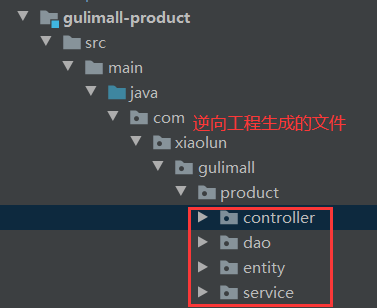 gulimall-product
src
main
java
com 逆向工程生成的文件
xiaolun
gulimall
product
controller
dao
entity
service